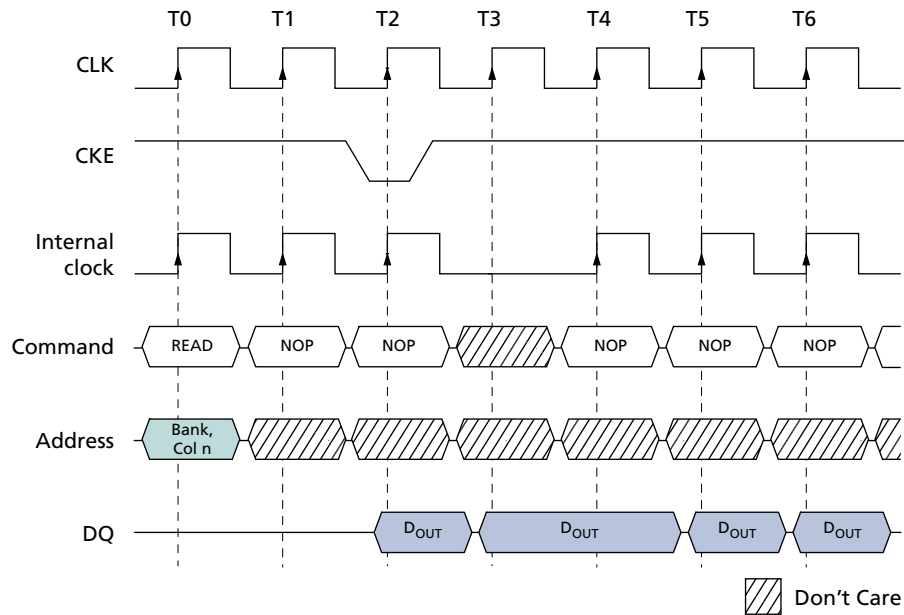 T0 T1 T2 T3 T4 T5 T6
CLK
CKE
Internal
clock
Command READ NOP NOP NOP NOP NOP
Address Bank,
Col n
DQ DOUT DOUT DOUT DOUT
Don't Care